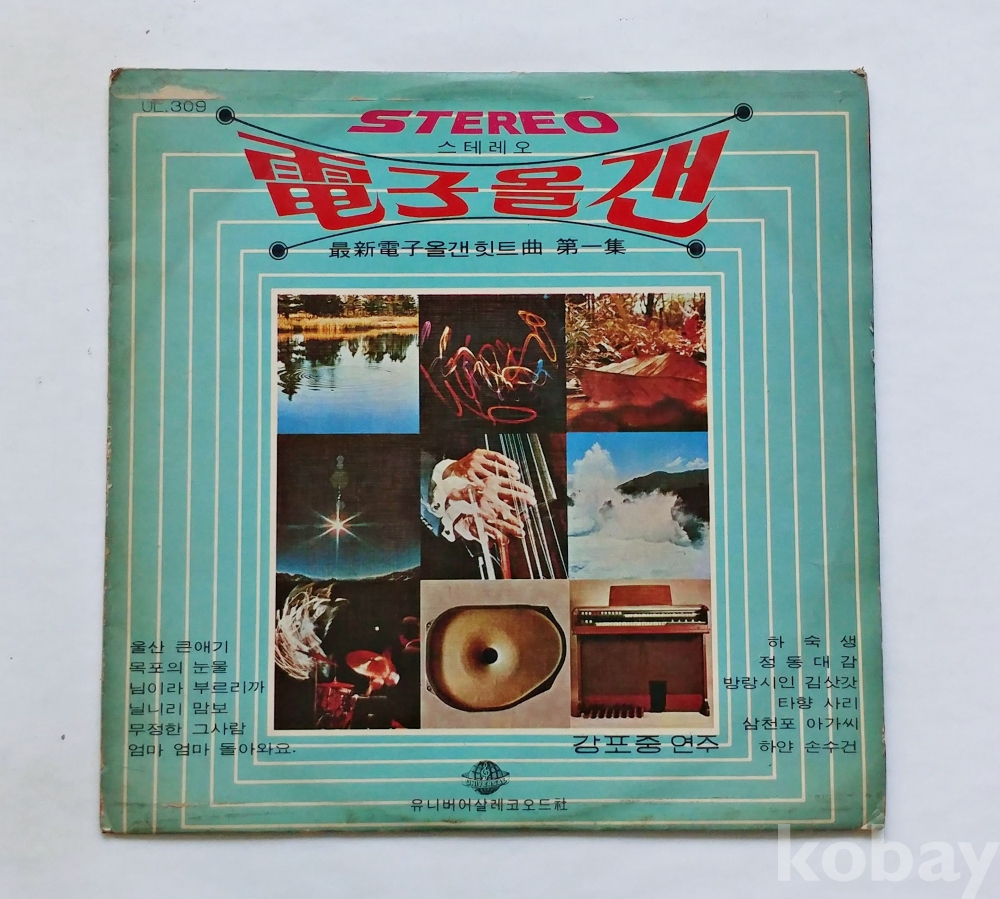 UL.309
STEREO
스테레오
電子올갠
最新電子올갠힛트曲 第一集
울산 큰애기
목포의 눈물
님이라 부르리까
닐니리 맘보
무정한 그사람
엄마 엄마 돌아와요.
하숙생
정동대감
방랑시인 김삿갓
타향 사리
삼천포 아가씨
하얀 손수건
강포중 연주
UNIVERSAL
유니버어살레코오드社
kobay